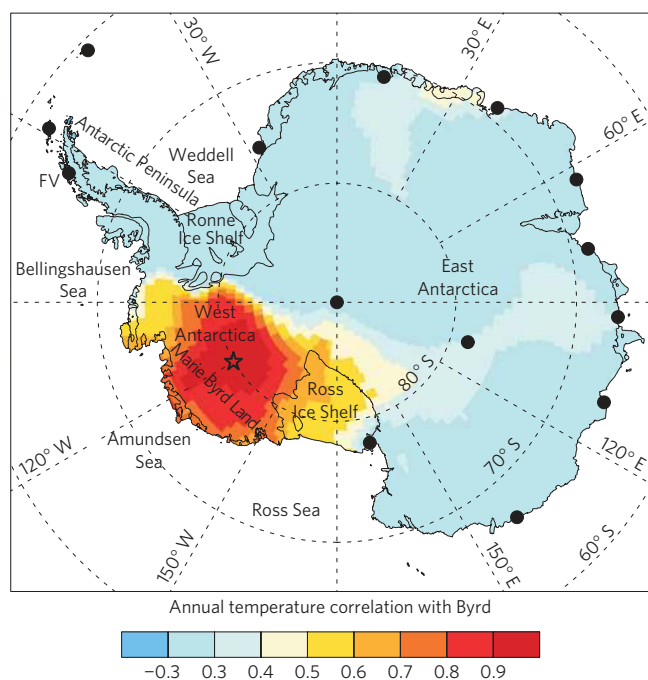 30° W
30° E
Antarctic Peninsula
Weddell
Sea
60° E
FV
Ronne
Ice Shelf
Bellingshausen
Sea
East
Antarctica
West
Antarctica
Marie Byrd Land
80° S
Ross
Ice Shelf
Amundsen
Sea
120° W
70° S
120° E
Ross Sea
60° S
150° W
150° E
Annual temperature correlation with Byrd
−0.3 0.3 0.4 0.5 0.6 0.7 0.8 0.9